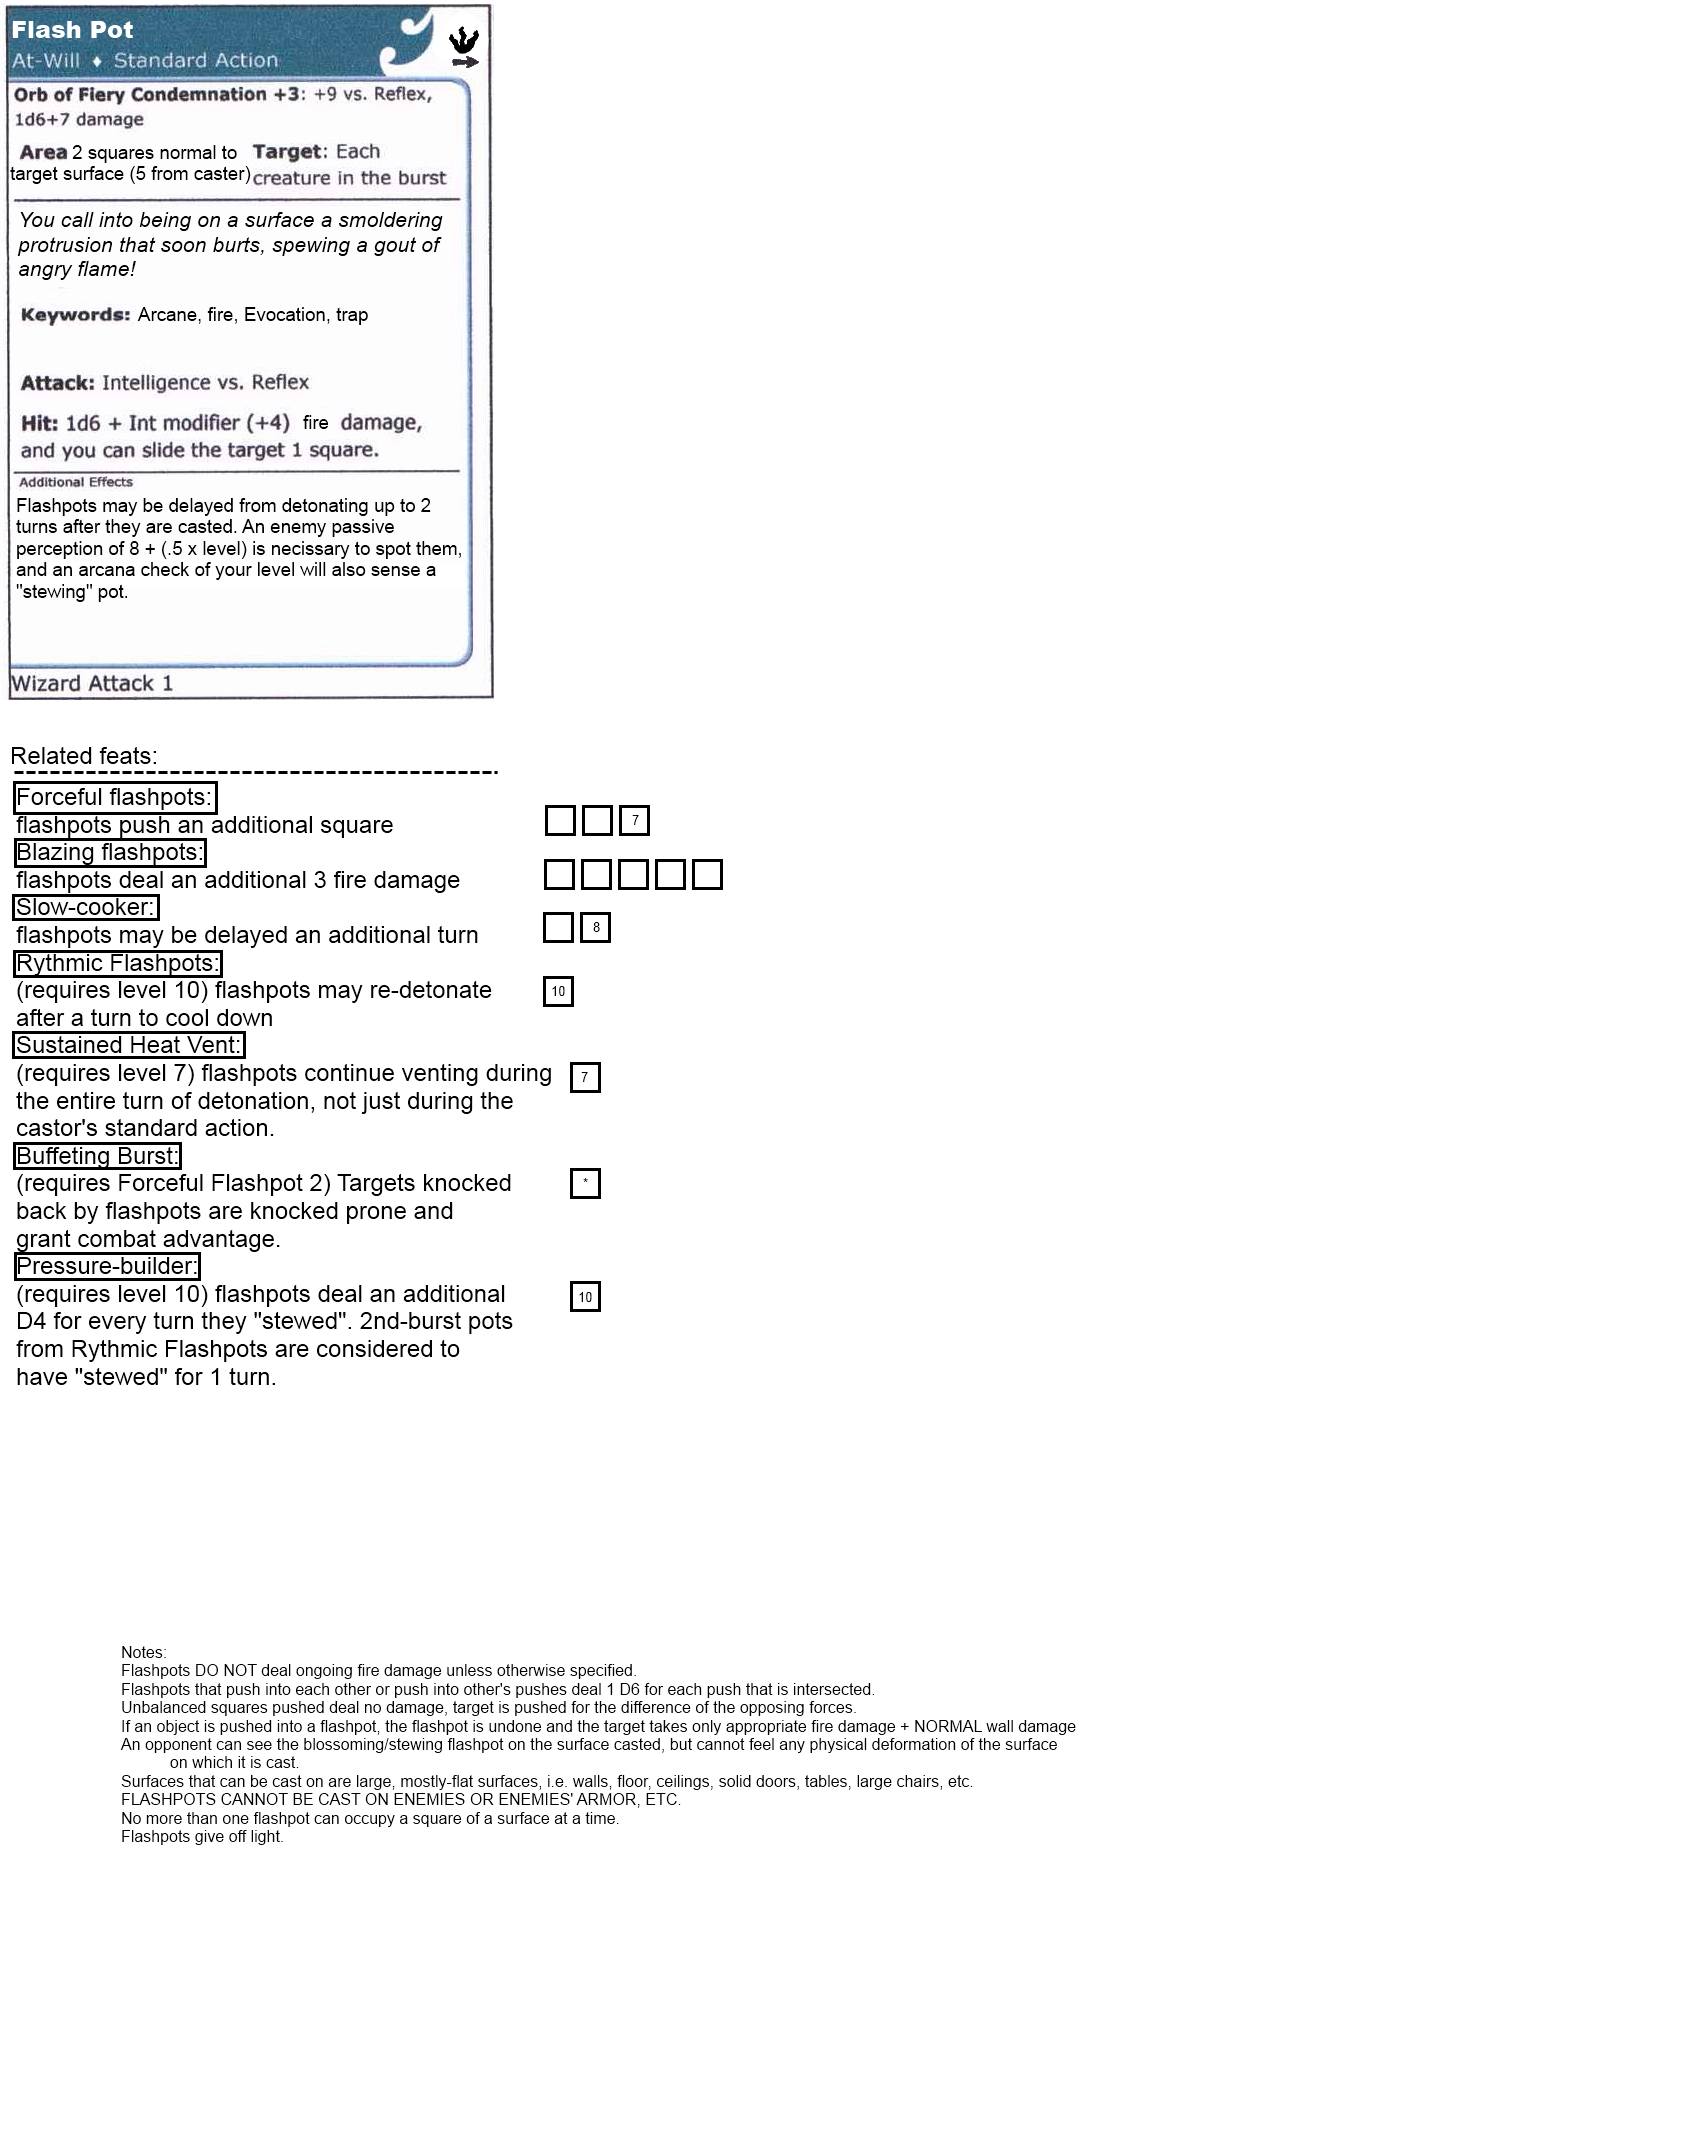 Flash Pot
At-Will ♦ Standard Action
Orb of Fiery Condemnation +3: +9 vs. Reflex,
1d6+7 damage
Area 2 squares normal to
target surface (5 from caster)
Target: Each
creature in the burst
You call into being on a surface a smoldering
protrusion that soon burts, spewing a gout of
angry flame!
Keywords: Arcane, fire, Evocation, trap
Attack: Intelligence vs. Reflex
Hit: 1d6 + Int modifier (+4) fire damage,
and you can slide the target 1 square.
Additional Effects
Flashpots may be delayed from detonating up to 2
turns after they are casted. An enemy passive
perception of 8 + (.5 x level) is necissary to spot them,
and an arcana check of your level will also sense a
"stewing" pot.
Wizard Attack 1
Related feats:
Forceful flashpots:
flashpots push an additional square
7
Blazing flashpots:
flashpots deal an additional 3 fire damage
Slow-cooker:
flashpots may be delayed an additional turn
8
Rythmic Flashpots:
(requires level 10) flashpots may re-detonate
after a turn to cool down
10
Sustained Heat Vent:
(requires level 7) flashpots continue venting during
the entire turn of detonation, not just during the
castor's standard action.
7
Buffeting Burst:
(requires Forceful Flashpot 2) Targets knocked
back by flashpots are knocked prone and
grant combat advantage.
*
Pressure-builder:
(requires level 10) flashpots deal an additional
D4 for every turn they "stewed". 2nd-burst pots
from Rythmic Flashpots are considered to
have "stewed" for 1 turn.
10
Notes:
Flashpots DO NOT deal ongoing fire damage unless otherwise specified.
Flashpots that push into each other or push into other's pushes deal 1 D6 for each push that is intersected.
Unbalanced squares pushed deal no damage, target is pushed for the difference of the opposing forces.
If an object is pushed into a flashpot, the flashpot is undone and the target takes only appropriate fire damage + NORMAL wall damage
An opponent can see the blossoming/stewing flashpot on the surface casted, but cannot feel any physical deformation of the surface
on which it is cast.
Surfaces that can be cast on are large, mostly-flat surfaces, i.e. walls, floor, ceilings, solid doors, tables, large chairs, etc.
FLASHPOTS CANNOT BE CAST ON ENEMIES OR ENEMIES' ARMOR, ETC.
No more than one flashpot can occupy a square of a surface at a time.
Flashpots give off light.